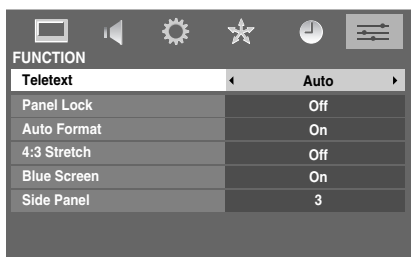 FUNCTION
Teletext Auto
Panel Lock Off
Auto Format On
4:3 Stretch Off
Blue Screen On
Side Panel 3